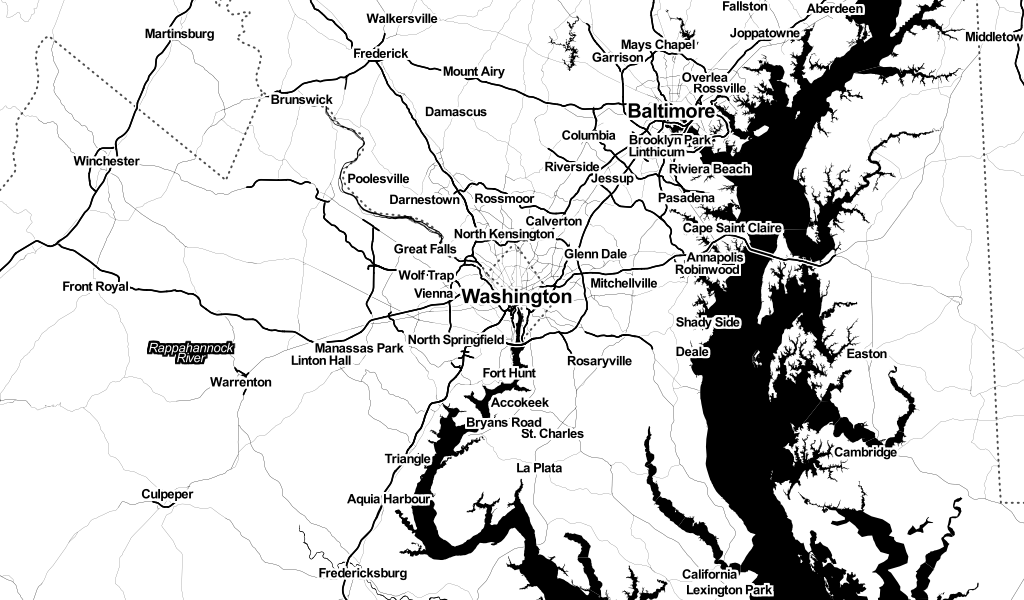 Fallston
Aberdeen
Walkersville
Martinsburg
Joppatowne
Middletow
Mays Chapel
Frederick
Garrison
Mount Airy
Overlea
Rossville
Brunswick
Damascus
Baltimore
Columbia
Brooklyn Park
Linthicum
Winchester
Riverside
Riviera Beach
Jessup
Poolesville
Darnestown
Rossmoor
Pasadena
Calverton
Cape Saint Claire
North Kensington
Great Falls
Glenn Dale
Annapolis
Robinwood
Wolf Trap
Mitchellville
Front Royal
Vienna
Washington
Shady Side
North Springfield
Rappahannock
River
Manassas Park
Linton Hall
Deale
Easton
Rosaryville
Fort Hunt
Warrenton
Accokeek
Bryans Road
St. Charles
Cambridge
Triangle
La Plata
Culpeper
Aquia Harbour
Fredericksburg
California
Lexington Park